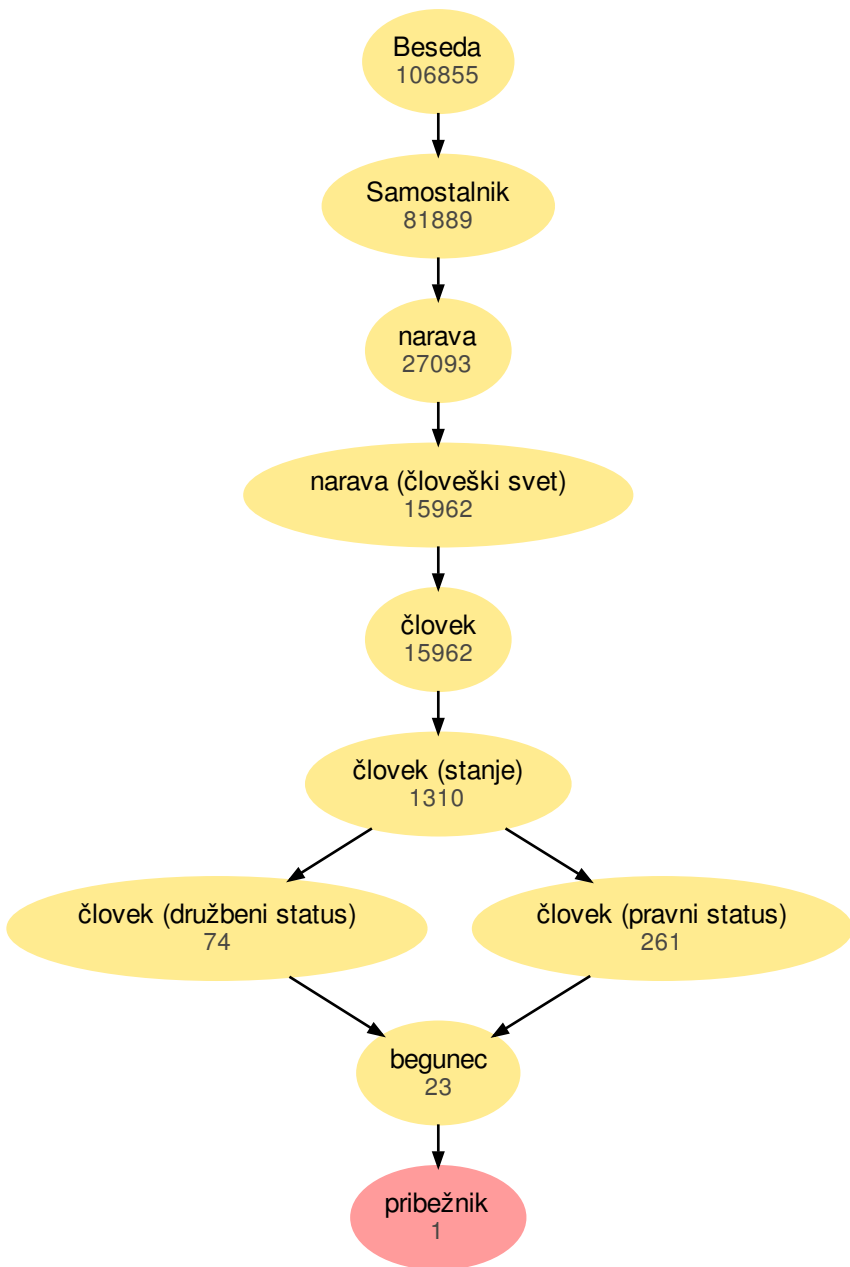 Beseda
106855
Samostalnik
81889
narava
27093
narava (človeški svet)
15962
človek
15962
človek (stanje)
1310
človek (družbeni status)
74
človek (pravni status)
261
begunec
23
pribežnik
1